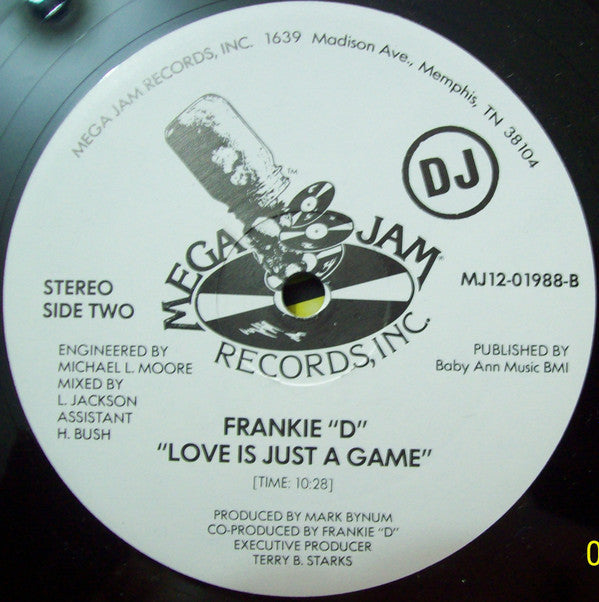 MEGA JAM RECORDS, INC. 1639 Madison Ave., Memphis, TN 38104
DJ
TM
MEGA JAM
RECORDS, INC.
STEREO
SIDE TWO
MJ12-01988-B
ENGINEERED BY
MICHAEL L. MOORE
MIXED BY
L. JACKSON
ASSISTANT
H. BUSH
PUBLISHED BY
Baby Ann Music BMI
FRANKIE "D"
"LOVE IS JUST A GAME"
[TIME: 10:28]
PRODUCED BY MARK BYNUM
CO-PRODUCED BY FRANKIE "D"
EXECUTIVE PRODUCER
TERRY B. STARKS
0